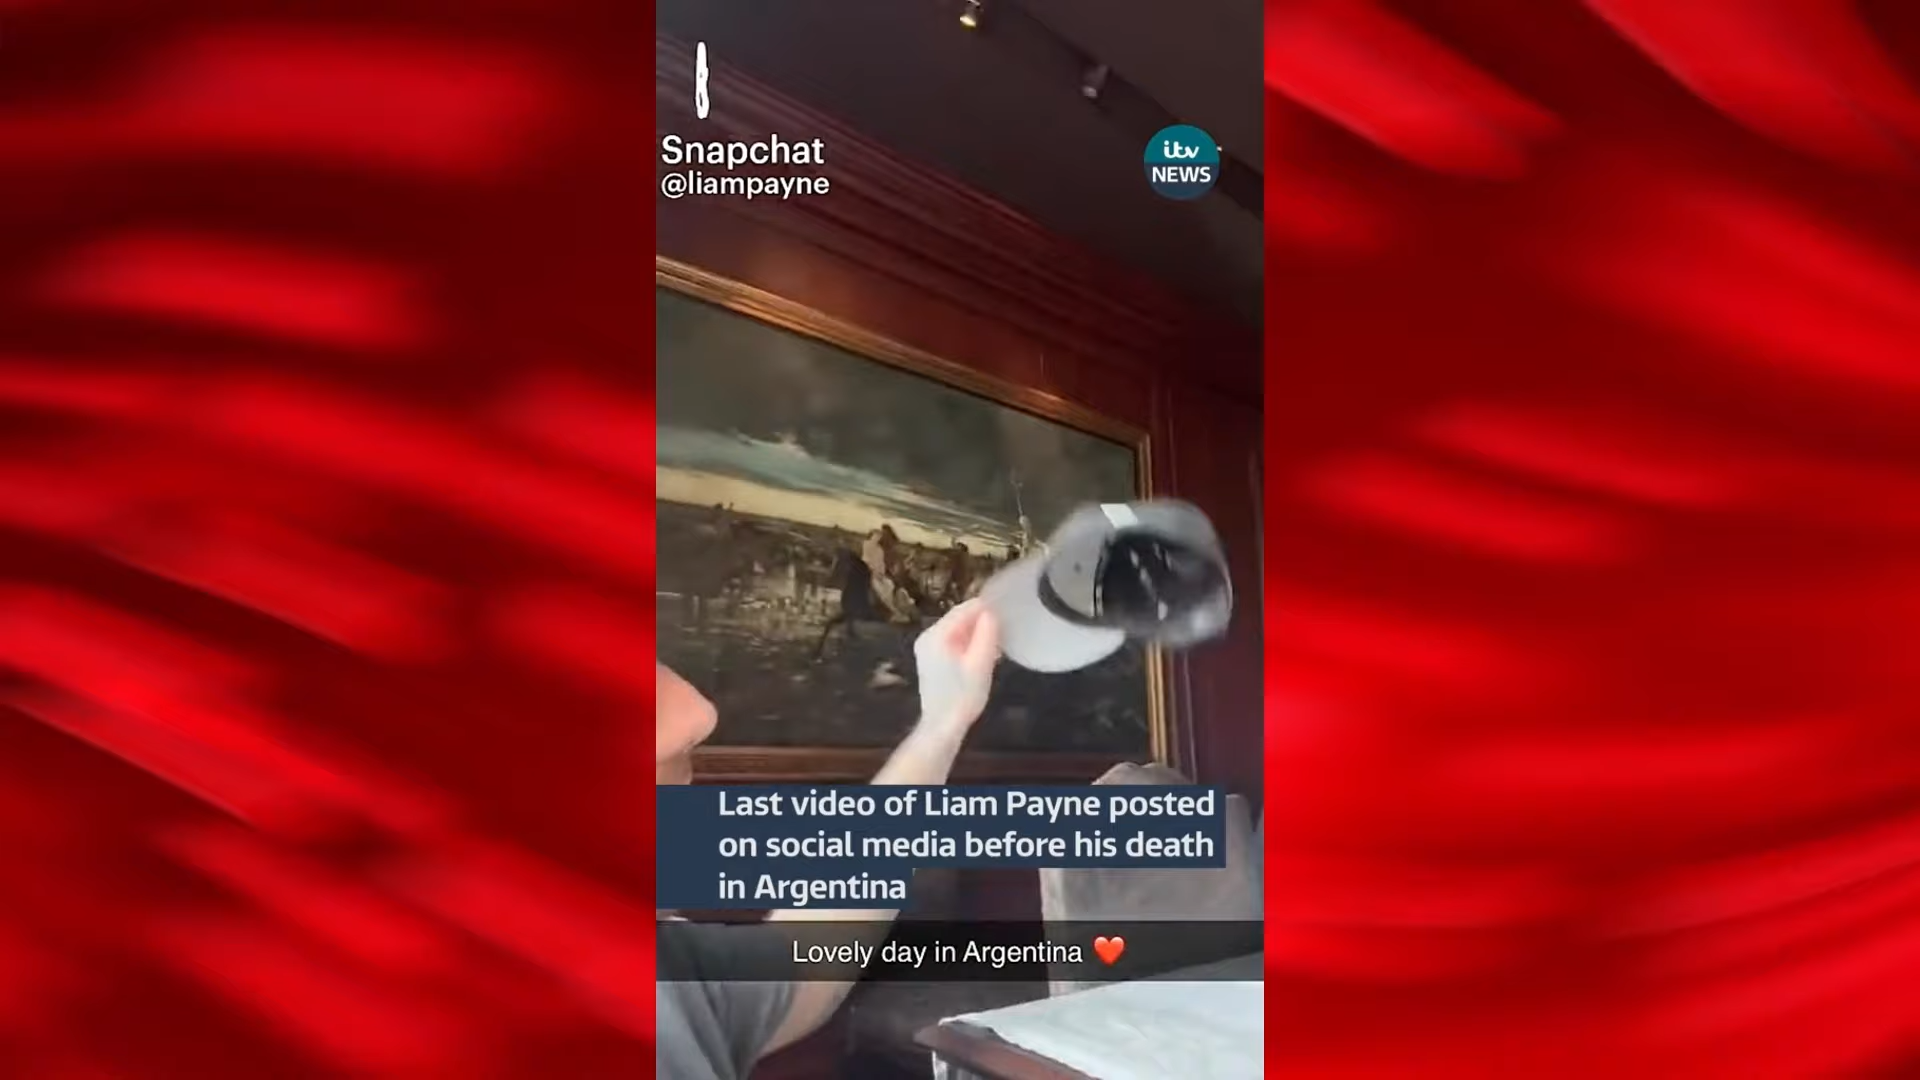 Snapchat
@liampayne
itv
NEWS
Last video of Liam Payne posted
on social media before his death
in Argentina
Lovely day in Argentina ❤️